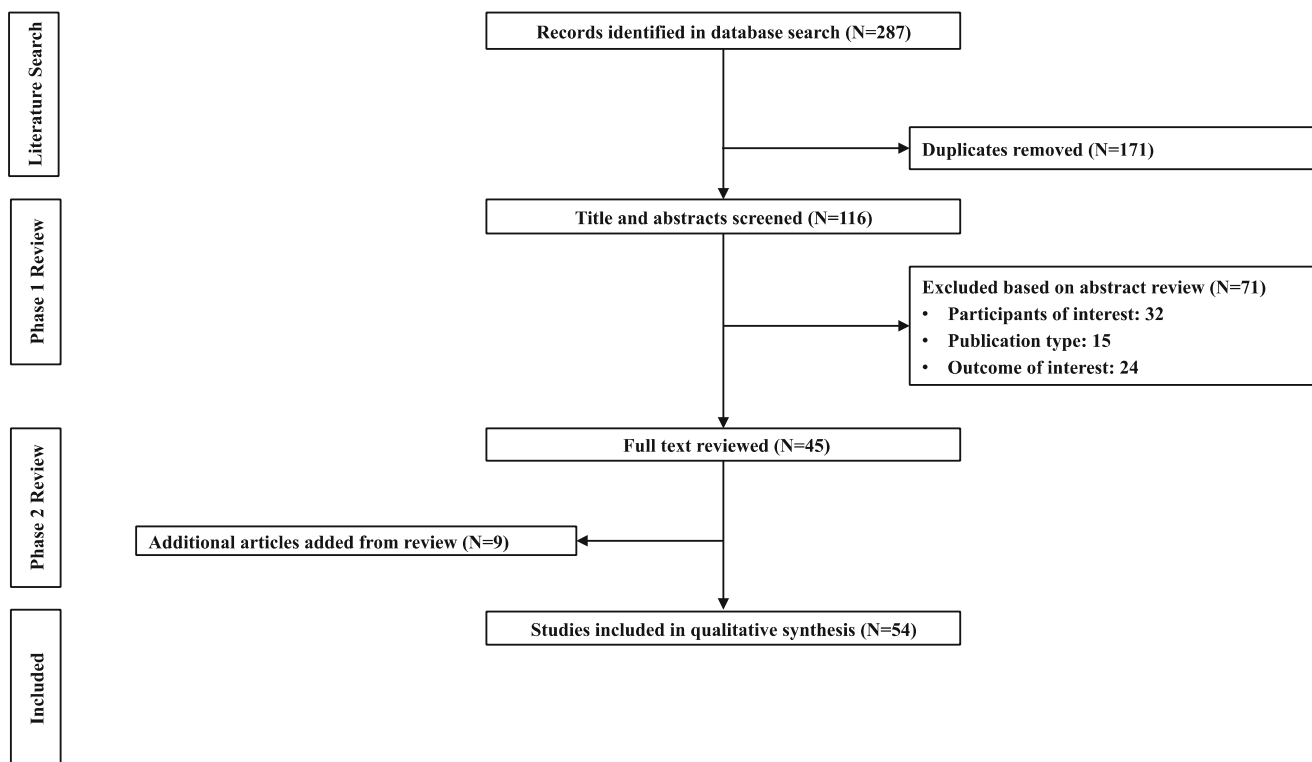 Literature Search
Records identified in database search (N=287)
Duplicates removed (N=171)
Phase 1 Review
Title and abstracts screened (N=116)
Excluded based on abstract review (N=71)
• Participants of interest: 32
• Publication type: 15
• Outcome of interest: 24
Phase 2 Review
Full text reviewed (N=45)
Additional articles added from review (N=9)
Included
Studies included in qualitative synthesis (N=54)